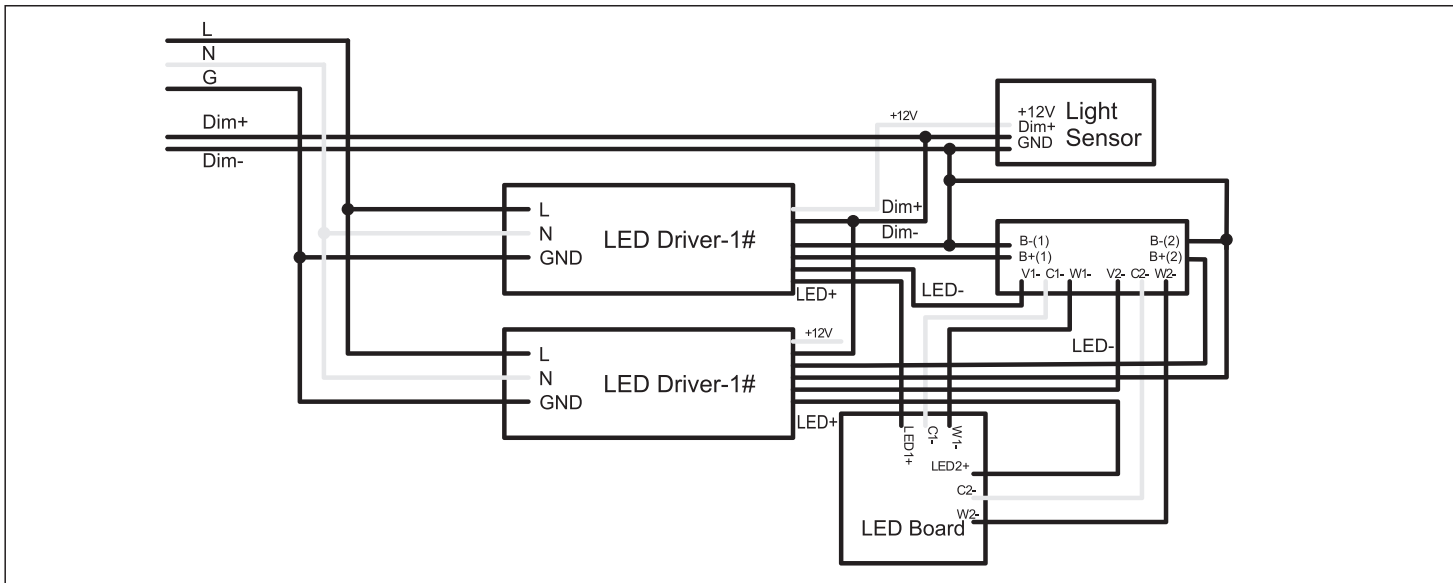 L
N
G
Dim+
Dim-
+12V
+12V
Dim+
GND
Light
Sensor
L
N
GND
LED Driver-1#
Dim+
Dim-
LED+
LED-
B-(1)
B+(1)
B-(2)
B+(2)
V1- C1- W1- V2- C2- W2-
+12V
L
N
GND
LED Driver-1#
LED+
LED-
LED1+
C1-
W1-
LED2+
C2-
W2-
LED Board